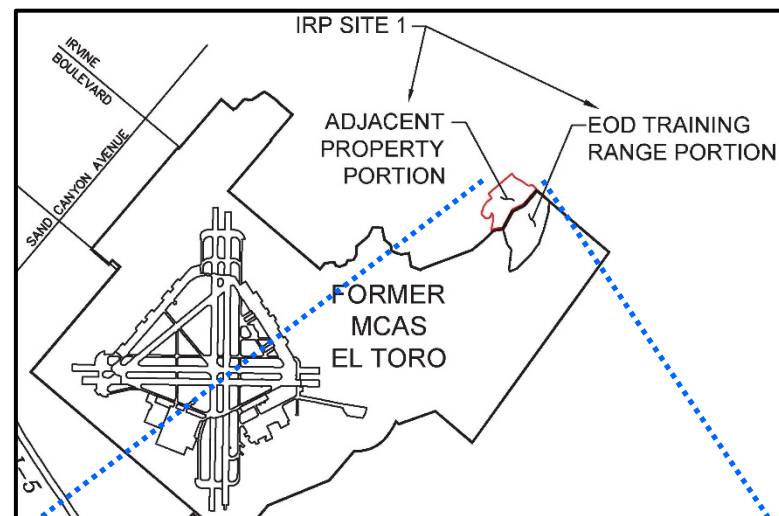 IRP SITE 1
IRVINE
BOULEVARD
SAND CANYON AVENUE
ADJACENT
PROPERTY
PORTION
EOD TRAINING
RANGE PORTION
FORMER
MCAS
EL TORO
I-5